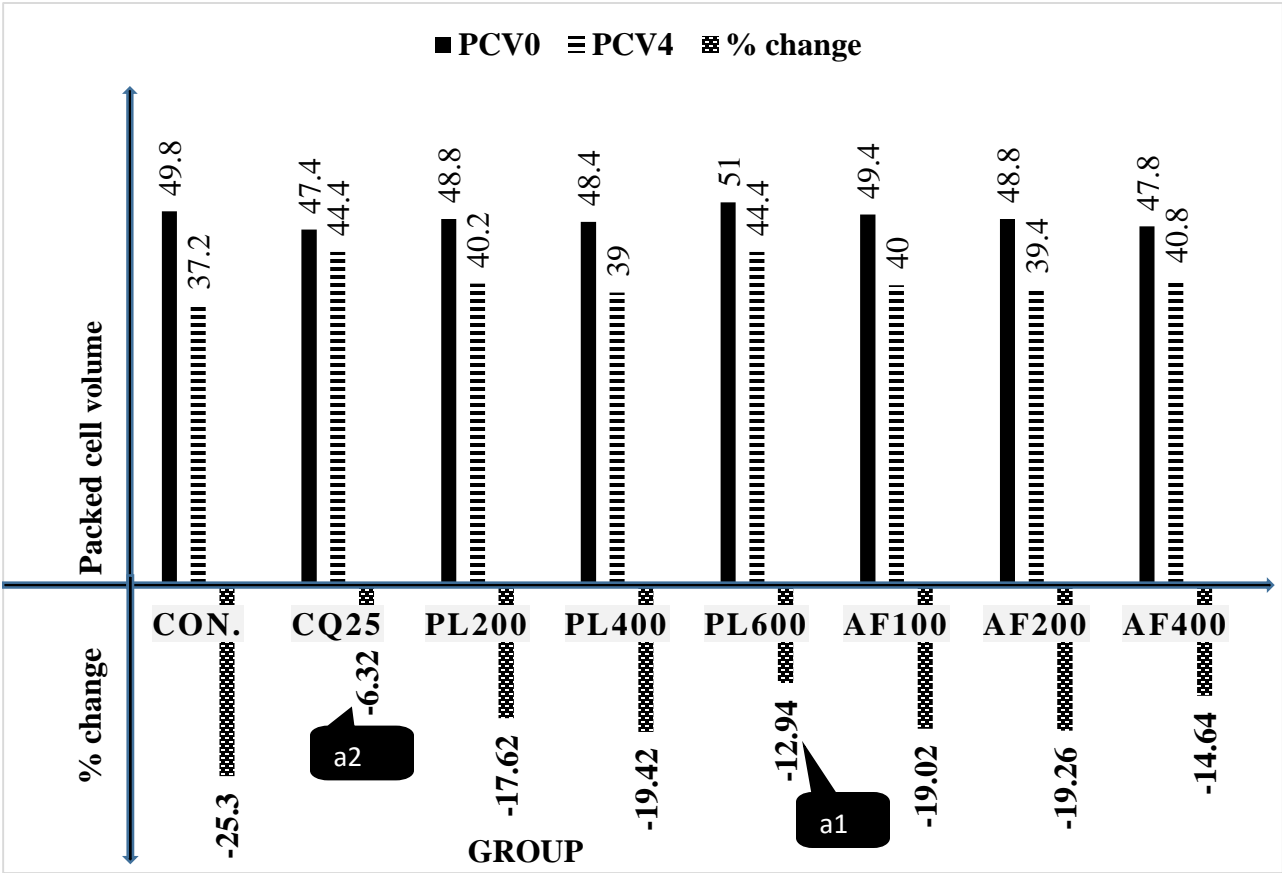 PCV0 PCV4 % change
49.8 37.2 47.4 44.4 48.8 40.2 48.4 39 51 44.4 49.4 40 48.8 39.4 47.8 40.8
Packed cell volume
CON. CQ25 PL200 PL400 PL600 AF100 AF200 AF400
% change
-25.3 -6.32 -17.62 -19.42 -12.94 -19.02 -19.26 -14.64
a2
a1
GROUP